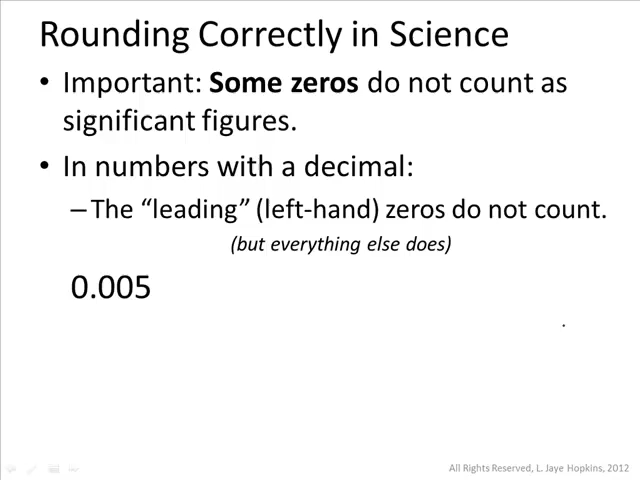 Rounding Correctly in Science
• Important: Some zeros do not count as
significant figures.
• In numbers with a decimal:
–The “leading” (left-hand) zeros do not count.
(but everything else does)
0.005
All Rights Reserved, L. Jaye Hopkins, 2012